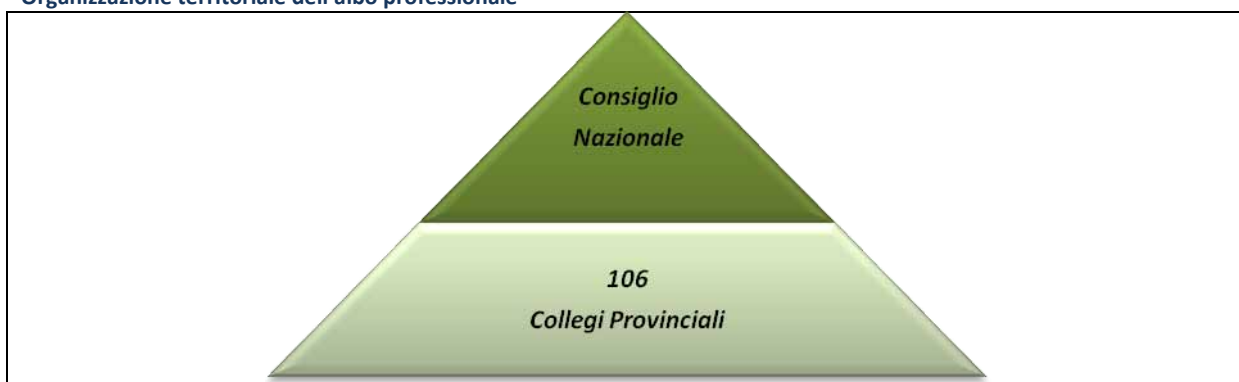 Organizzazione territoriale dell'albo professionale
Consiglio
Nazionale
106
Collegi Provinciali